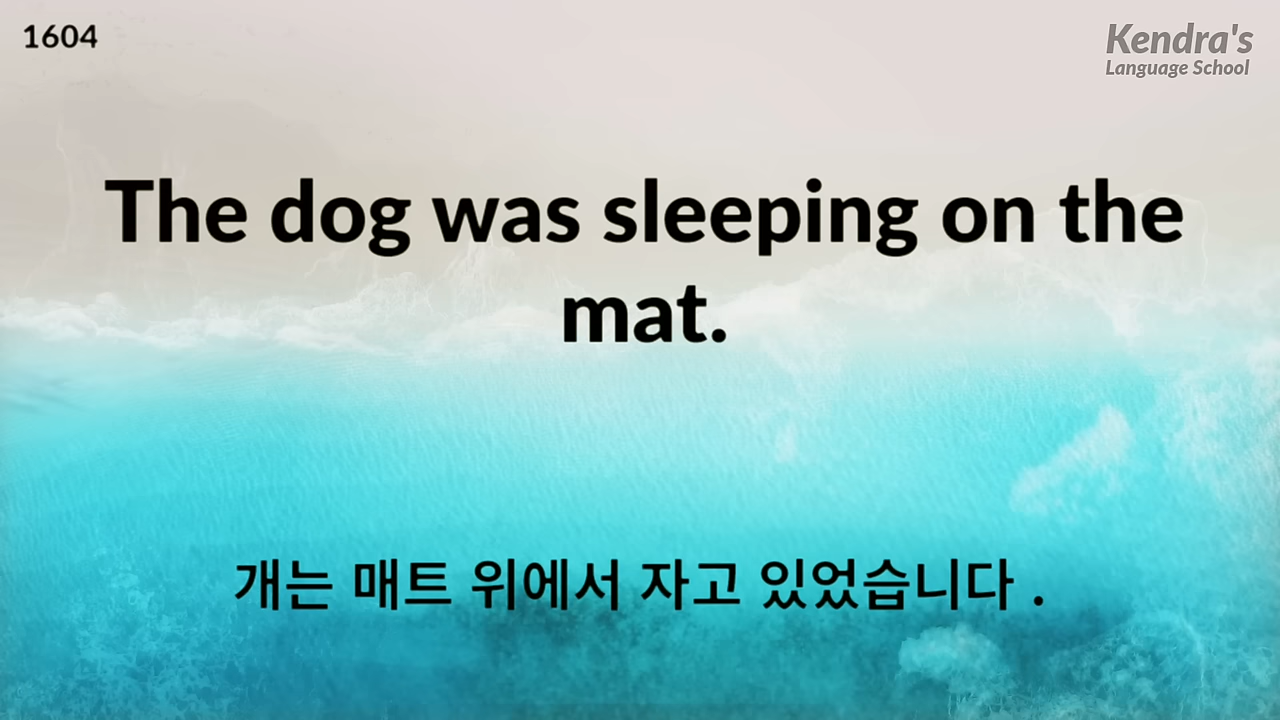 1604
Kendra's
Language School
The dog was sleeping on the
mat.
개는 매트 위에서 자고 있었습니다 .